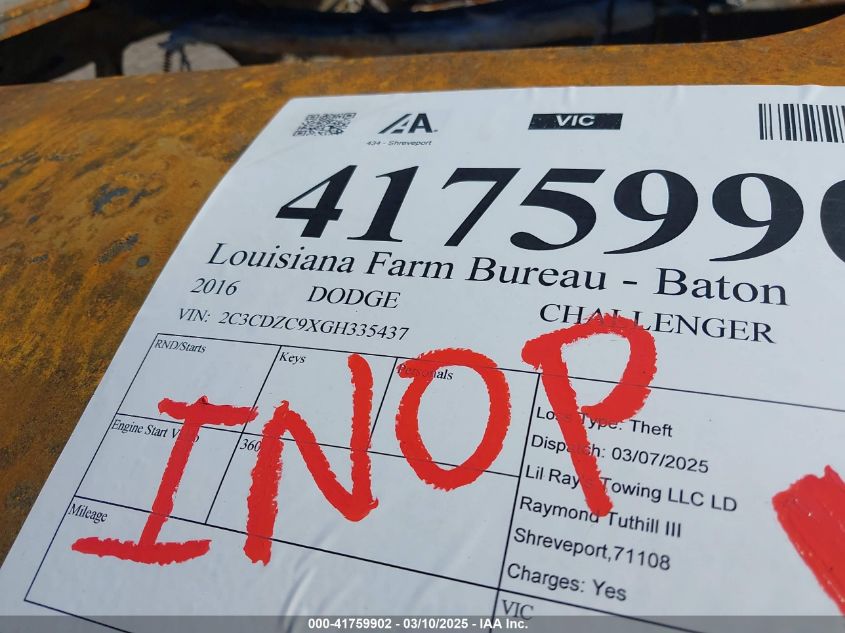 IAA
VIC
434 - Shreveport
4175990
Louisiana Farm Bureau - Baton
2016 DODGE CHALLENGER
VIN: 2C3CDZC9XGH335437
RND/Starts
Keys
Personals
Engine Start Video
360
Mileage
INOP
Loss Type: Theft
Dispatch: 03/07/2025
Lil Ray's Towing LLC LD
Raymond Tuthill III
Shreveport,71108
Charges: Yes
VIC
000-41759902 - 03/10/2025 - IAA Inc.